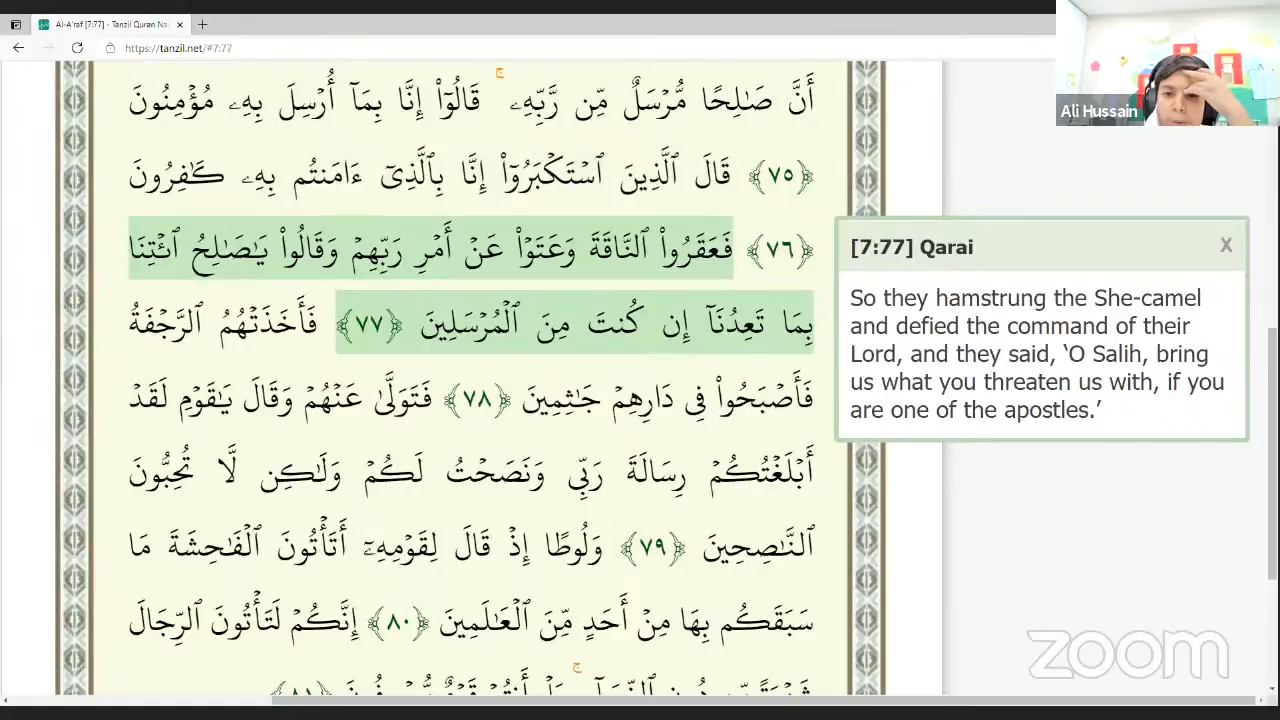 Al-A'raf [7:77] - Tanzil Quran Na
https://tanzil.net/#7:77
Ali Hussain
ج
أَنَّ صَـٰلِحًا مُّرْسَلٌ مِّن رَّبِّهِۦ ۚ قَالُوٓا۟ إِنَّا بِمَآ أُرْسِلَ بِهِۦ مُؤْمِنُونَ
﴿٧٥﴾ قَالَ ٱلَّذِينَ ٱسْتَكْبَرُوٓا۟ إِنَّا بِٱلَّذِىٓ ءَامَنتُم بِهِۦ كَـٰفِرُونَ
﴿٧٦﴾ فَعَقَرُوا۟ ٱلنَّاقَةَ وَعَتَوْا۟ عَنْ أَمْرِ رَبِّهِمْ وَقَالُوا۟ يَـٰصَـٰلِحُ ٱئْتِنَا
بِمَا تَعِدُنَآ إِن كُنتَ مِنَ ٱلْمُرْسَلِينَ ﴿٧٧﴾ فَأَخَذَتْهُمُ ٱلرَّجْفَةُ
فَأَصْبَحُوا۟ فِى دَارِهِمْ جَـٰثِمِينَ ﴿٧٨﴾ فَتَوَلَّىٰ عَنْهُمْ وَقَالَ يَـٰقَوْمِ لَقَدْ
أَبْلَغْتُكُمْ رِسَالَةَ رَبِّى وَنَصَحْتُ لَكُمْ وَلَـٰكِن لَّا تُحِبُّونَ
ٱلنَّـٰصِحِينَ ﴿٧٩﴾ وَلُوطًا إِذْ قَالَ لِقَوْمِهِۦٓ أَتَأْتُونَ ٱلْفَـٰحِشَةَ مَا
سَبَقَكُم بِهَا مِنْ أَحَدٍ مِّنَ ٱلْعَـٰلَمِينَ ﴿٨٠﴾ إِنَّكُمْ لَتَأْتُونَ ٱلرِّجَالَ
[7:77] Qarai X
So they hamstrung the She-camel
and defied the command of their
Lord, and they said, ‘O Salih, bring
us what you threaten us with, if you
are one of the apostles.’
zoom